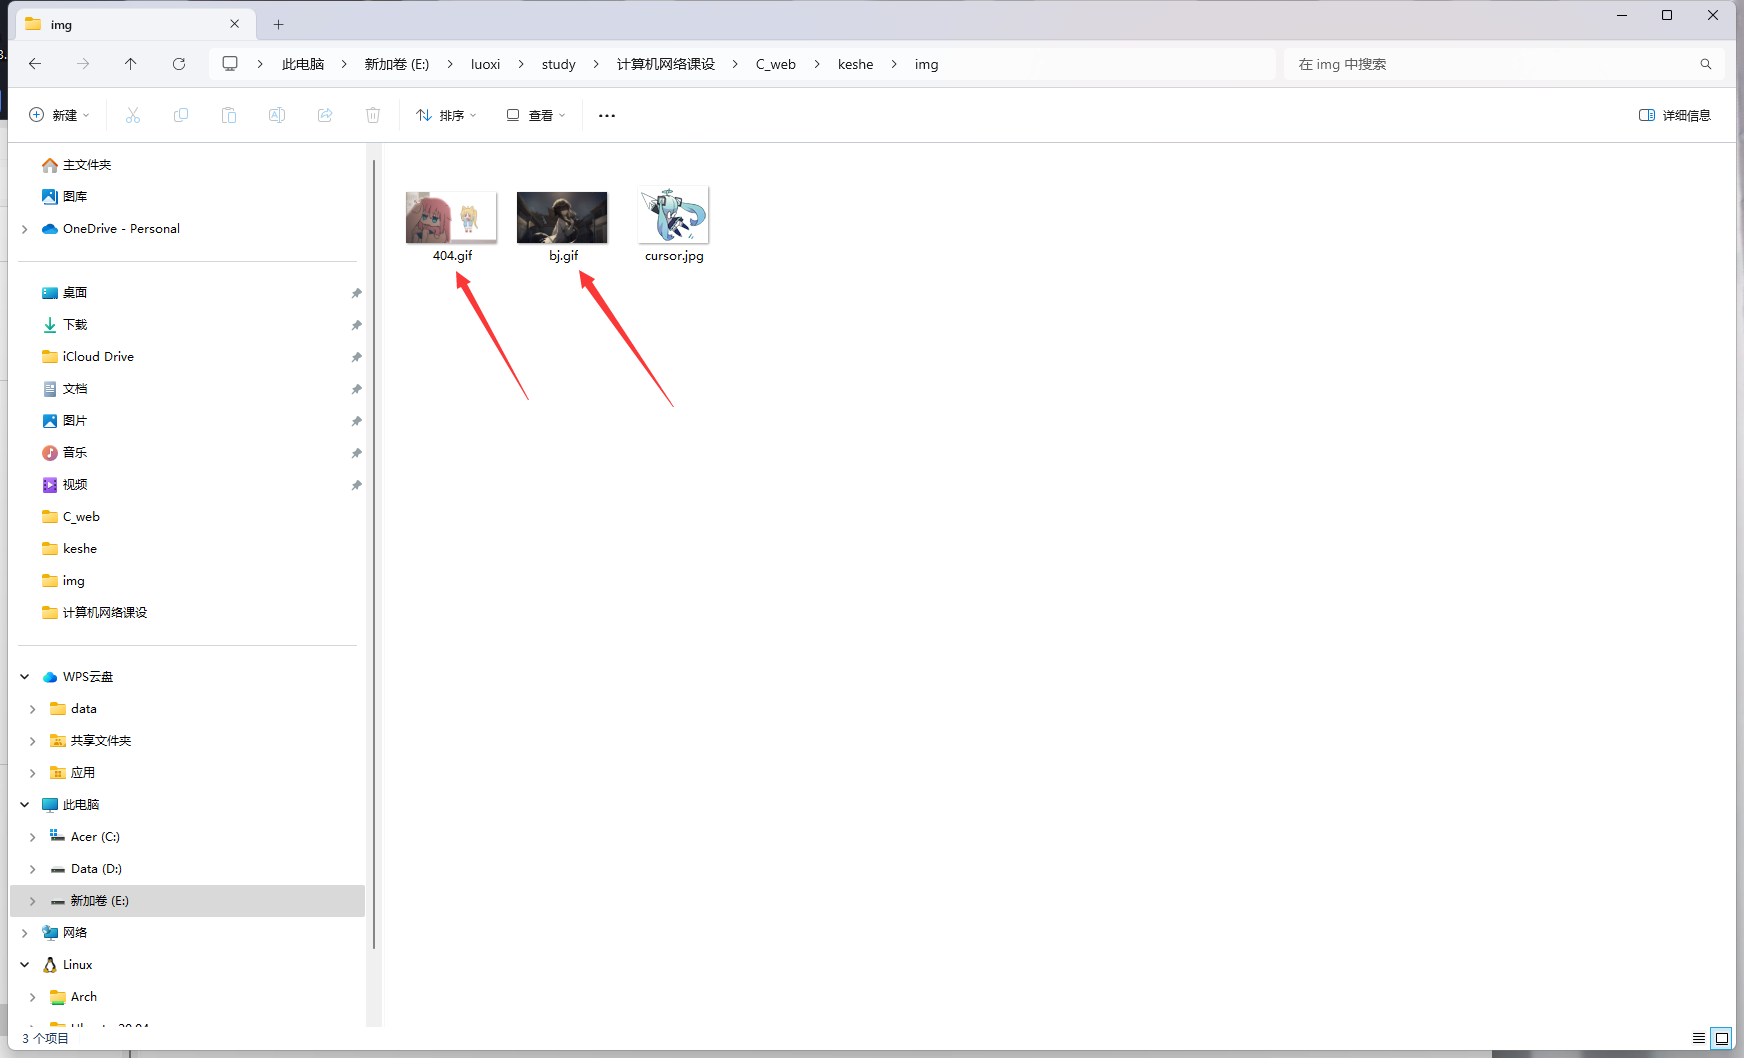 img
此电脑 新加卷 (E:) luoxi study 计算机网络课设 C_web keshe img
在 img 中搜索
新建 排序 查看 详细信息
主文件夹
图库
OneDrive - Personal
桌面
下载
iCloud Drive
文档
图片
音乐
视频
C_web
keshe
img
计算机网络课设
WPS云盘
data
共享文件夹
应用
此电脑
Acer (C:)
Data (D:)
新加卷 (E:)
网络
Linux
Arch
404.gif bj.gif cursor.jpg
3 个项目